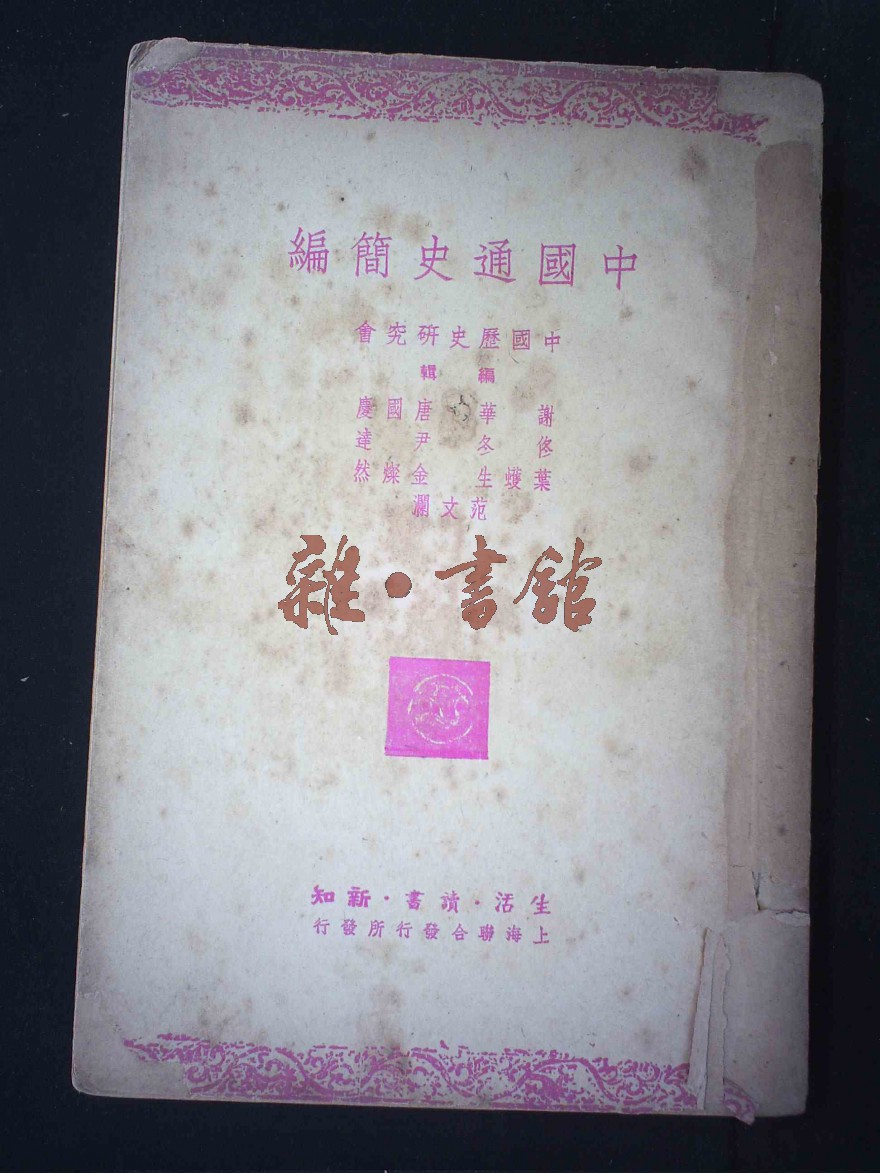 中國通史簡編
中國歷史研究會
編輯
謝華 唐國慶
佟冬 尹達
葉蠖生 金燦然
范文瀾
雜·書館
生活·讀書·新知
上海聯合發行所發行